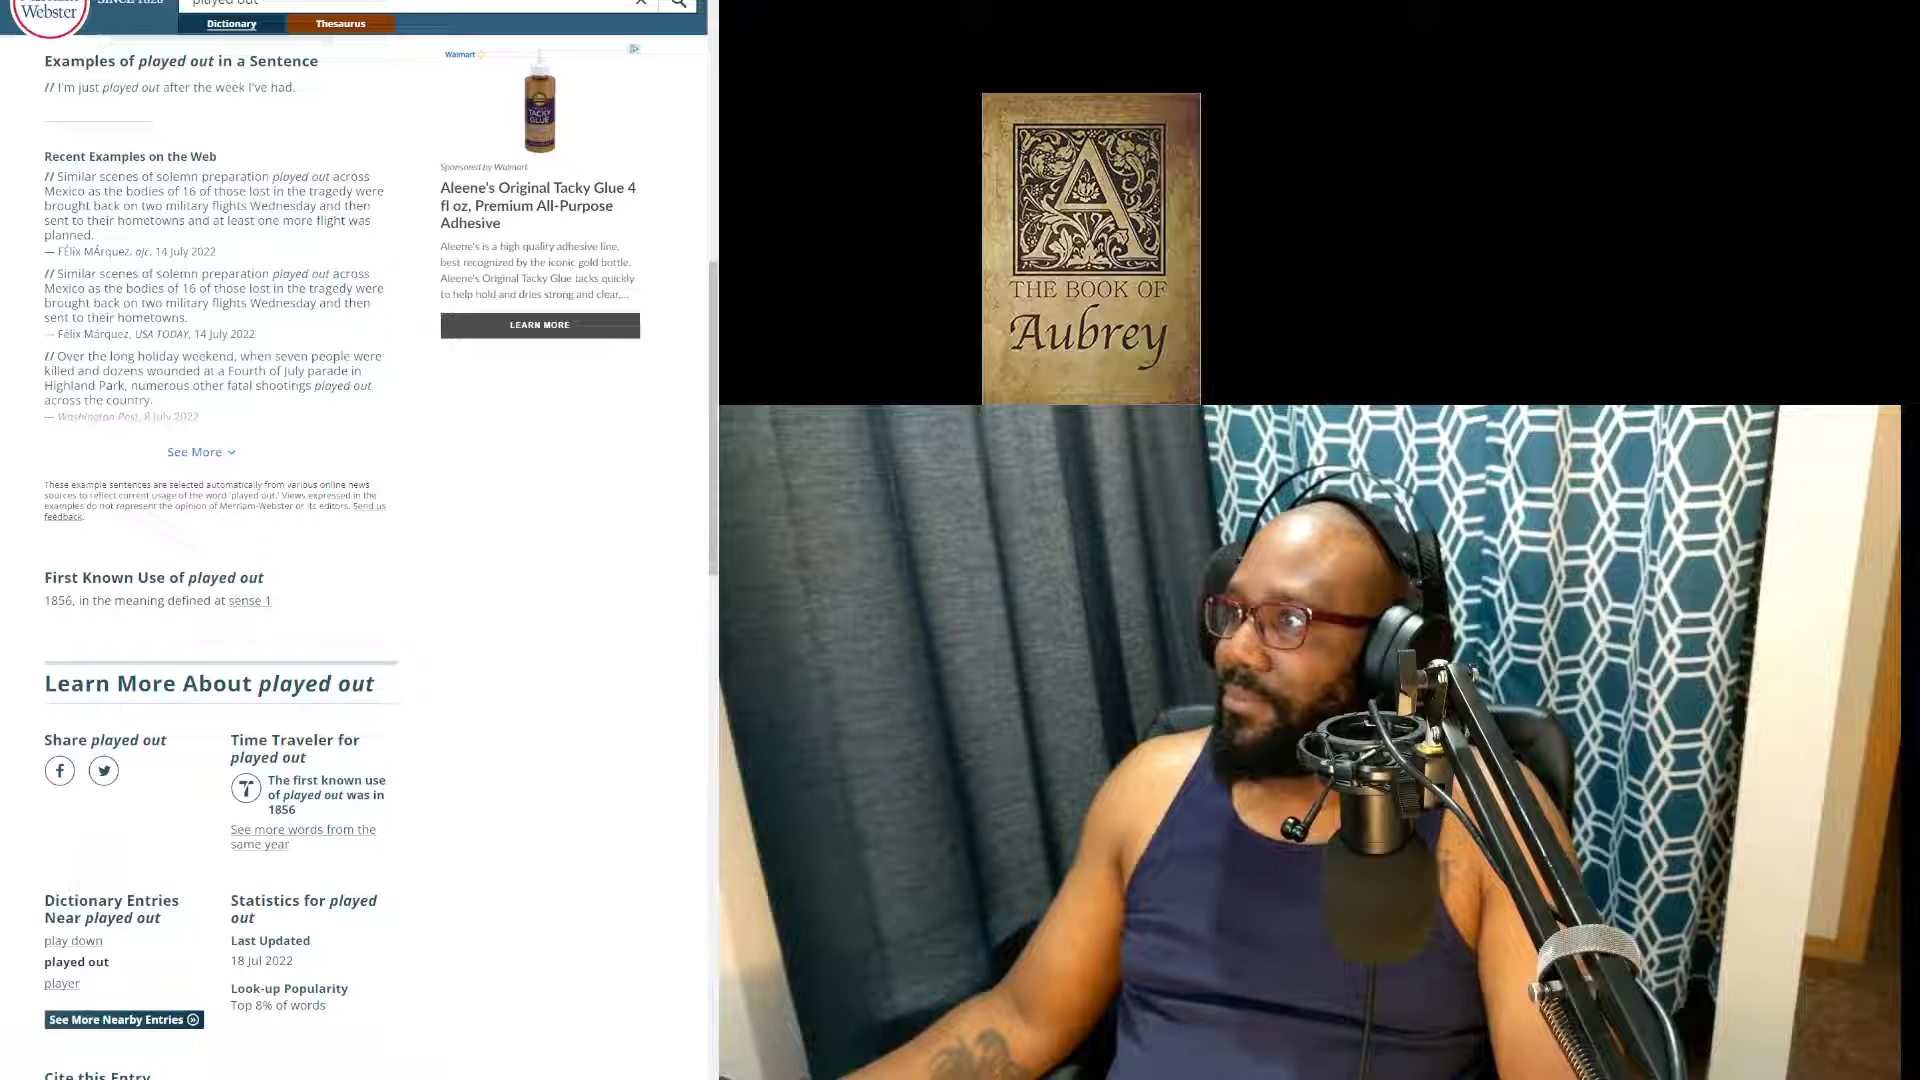 Webster
SINCE 1828
played out
Dictionary
Thesaurus
Examples of played out in a Sentence
// I'm just played out after the week I've had.
Recent Examples on the Web
// Similar scenes of solemn preparation played out across
Mexico as the bodies of 16 of those lost in the tragedy were
brought back on two military flights Wednesday and then
sent to their hometowns and at least one more flight was
planned.
— FÉlix MÁrquez, ajc, 14 July 2022
// Similar scenes of solemn preparation played out across
Mexico as the bodies of 16 of those lost in the tragedy were
brought back on two military flights Wednesday and then
sent to their hometowns.
— Félix Márquez, USA TODAY, 14 July 2022
// Over the long holiday weekend, when seven people were
killed and dozens wounded at a Fourth of July parade in
Highland Park, numerous other fatal shootings played out
across the country.
— Washington Post, 8 July 2022
See More
These example sentences are selected automatically from various online news
sources to reflect current usage of the word 'played out.' Views expressed in the
examples do not represent the opinion of Merriam-Webster or its editors. Send us
feedback.
First Known Use of played out
1856, in the meaning defined at sense 1
Learn More About played out
Share played out
Time Traveler for
played out
The first known use
of played out was in
1856
See more words from the
same year
Dictionary Entries
Near played out
play down
played out
player
See More Nearby Entries
Statistics for played
out
Last Updated
18 Jul 2022
Look-up Popularity
Top 8% of words
Cite this Entry
Walmart
TACKY
GLUE
Sponsored by Walmart
Aleene's Original Tacky Glue 4
fl oz, Premium All-Purpose
Adhesive
Aleene's is a high quality adhesive line,
best recognized by the iconic gold bottle.
Aleene's Original Tacky Glue tacks quickly
to help hold and dries strong and clear,...
LEARN MORE
A
THE BOOK OF
Aubrey